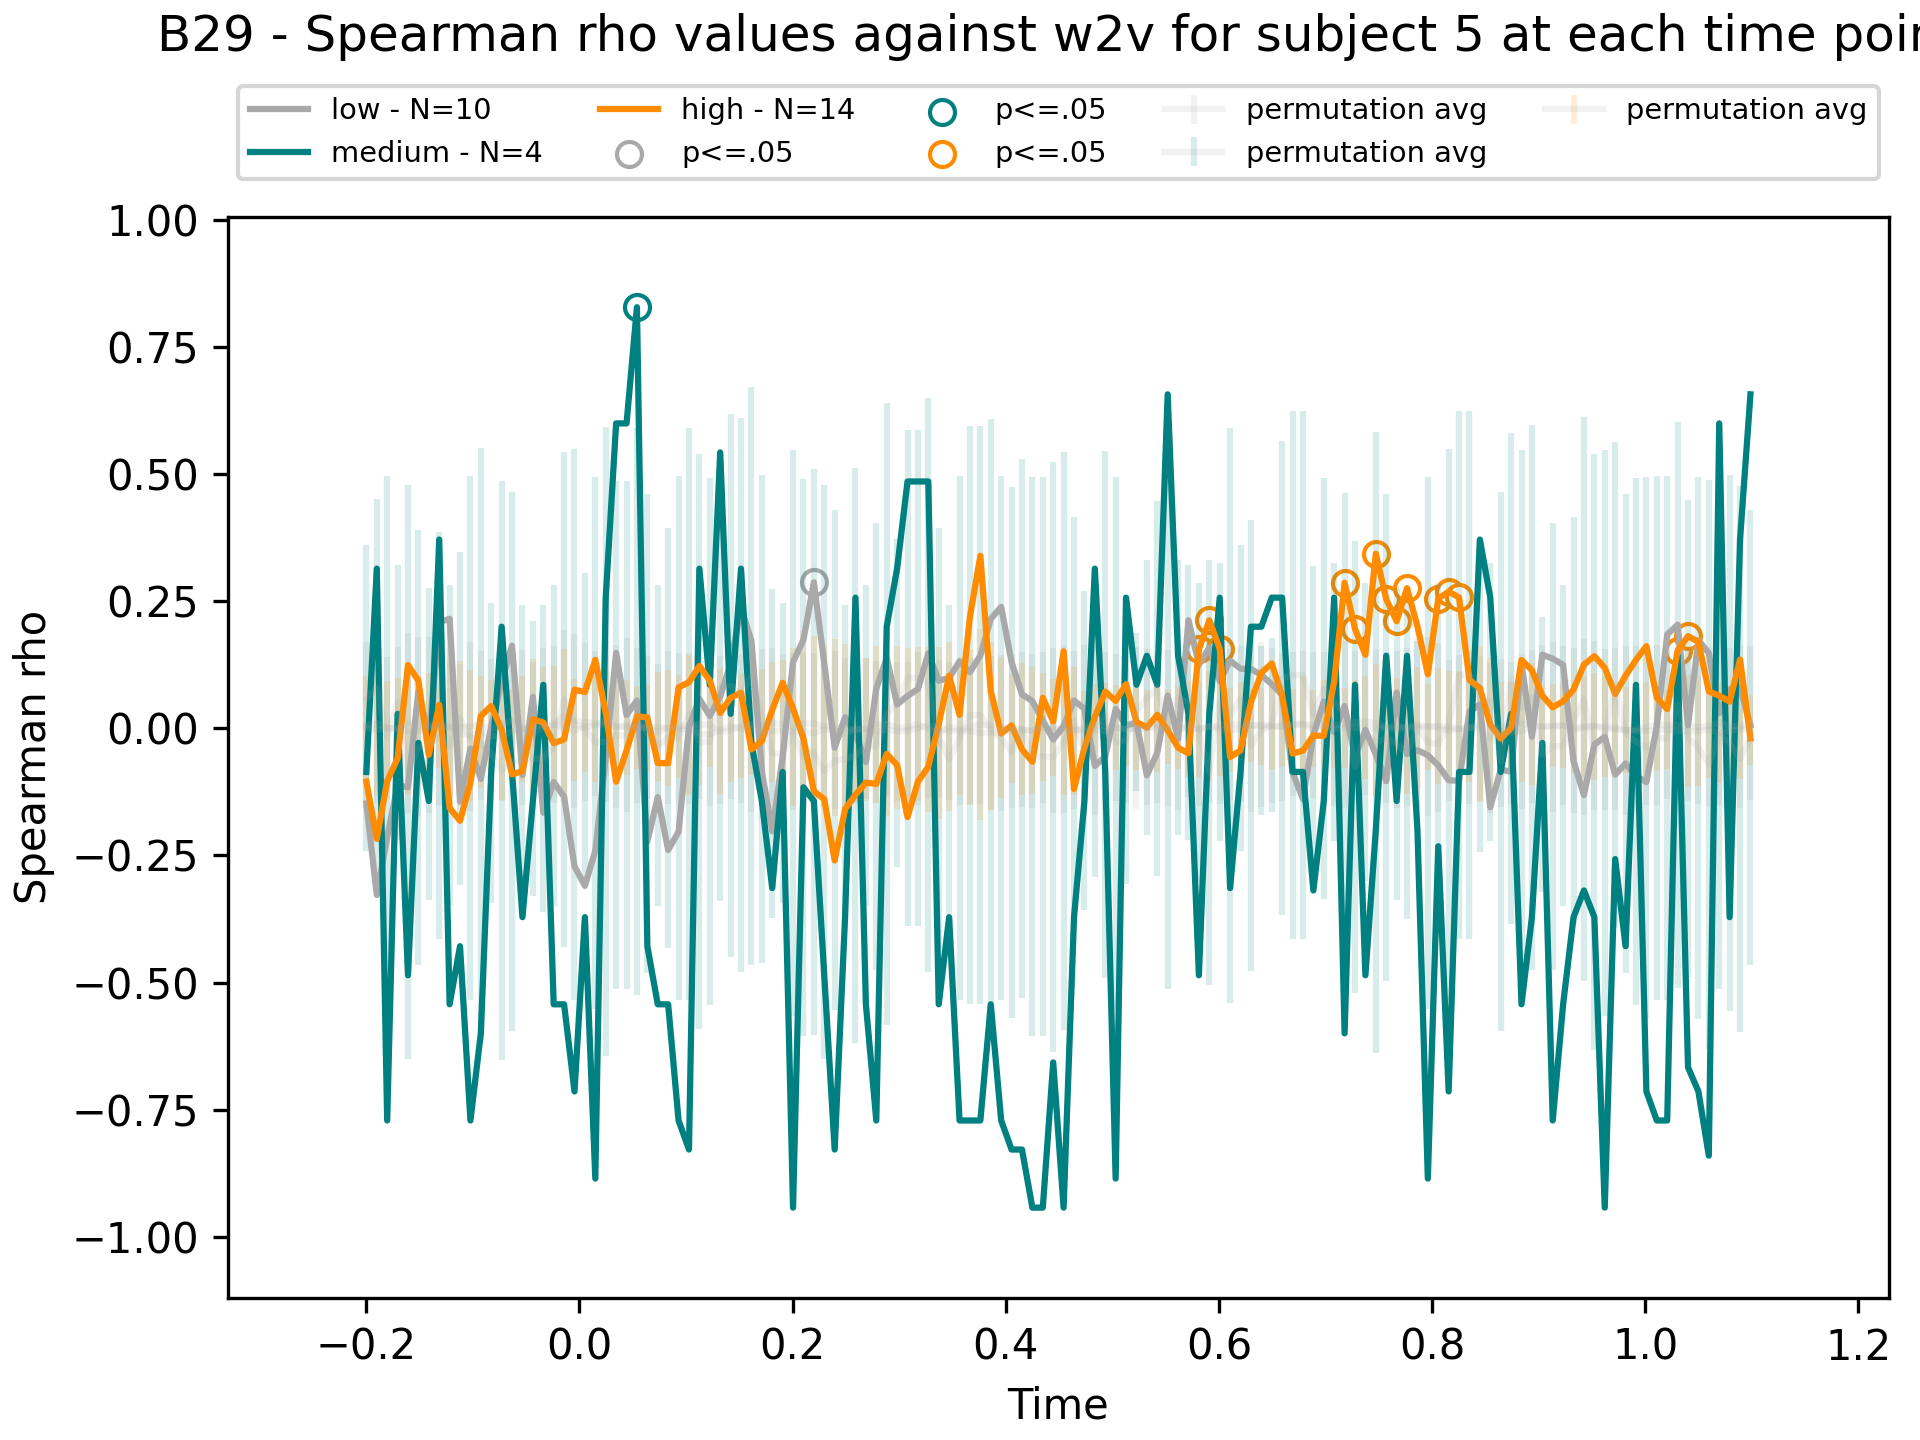 B29 - Spearman rho values against w2v for subject 5 at each time poi
low - N=10 high - N=14 p<=.05 permutation avg permutation avg
medium - N=4 p<=.05 p<=.05 permutation avg
1.00
0.75
0.50
0.25
0.00
−0.25
−0.50
−0.75
−1.00
Spearman rho
−0.2 0.0 0.2 0.4 0.6 0.8 1.0 1.2
Time